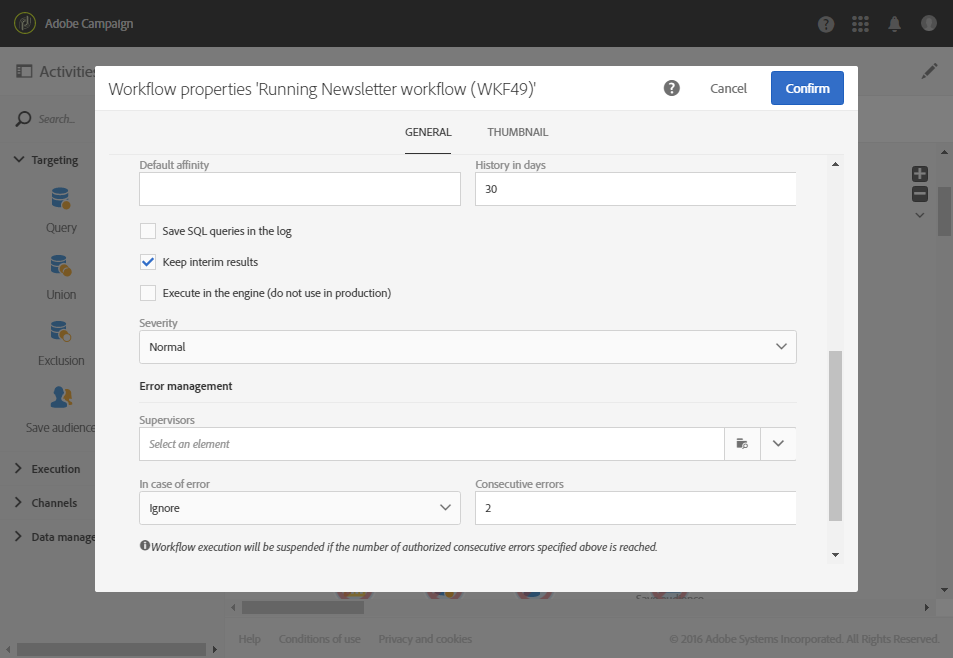 Adobe Campaign
Activities
Workflow properties 'Running Newsletter workflow (WKF49)'
Cancel
Confirm
GENERAL
THUMBNAIL
Search...
Targeting
Query
Union
Exclusion
Save audience
Execution
Channels
Data manage
Default affinity
History in days
30
Save SQL queries in the log
Keep interim results
Execute in the engine (do not use in production)
Severity
Normal
Error management
Supervisors
Select an element
In case of error
Consecutive errors
Ignore
2
Workflow execution will be suspended if the number of authorized consecutive errors specified above is reached.
Save audience
Help
Conditions of use
Privacy and cookies
© 2016 Adobe Systems Incorporated. All Rights Reserved.